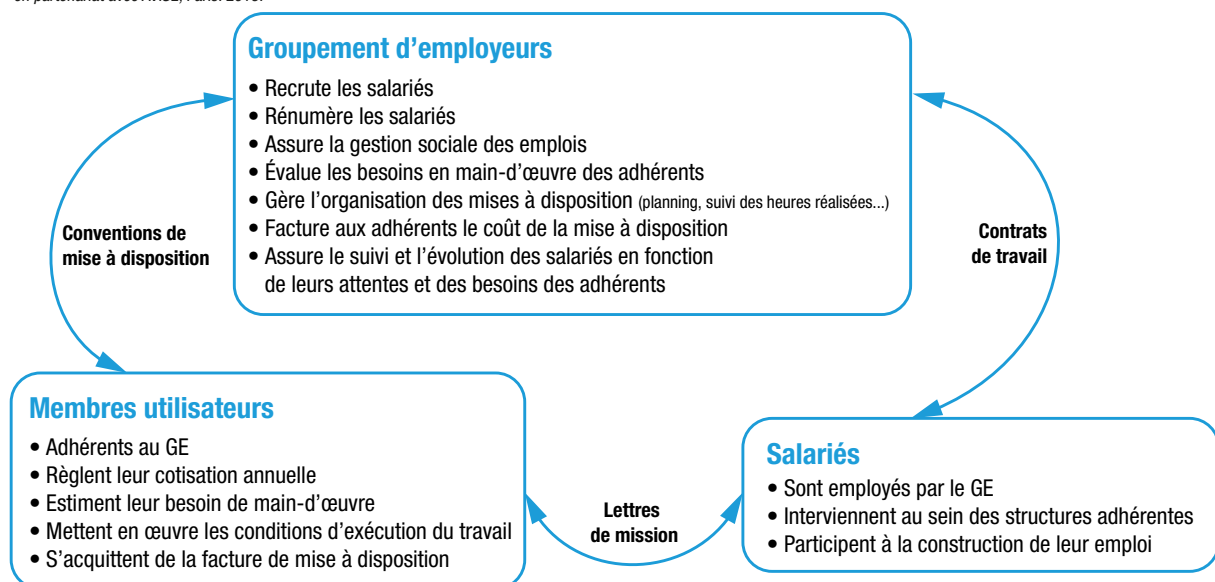 Groupement d’employeurs
• Recrute les salariés
• Rénumère les salariés
• Assure la gestion sociale des emplois
• Évalue les besoins en main-d’œuvre des adhérents
• Gère l’organisation des mises à disposition (planning, suivi des heures réalisées...)
• Facture aux adhérents le coût de la mise à disposition
• Assure le suivi et l’évolution des salariés en fonction
de leurs attentes et des besoins des adhérents
Conventions de
mise à disposition
Contrats
de travail
Membres utilisateurs
• Adhérents au GE
• Règlent leur cotisation annuelle
• Estiment leur besoin de main-d’œuvre
• Mettent en œuvre les conditions d’exécution du travail
• S’acquittent de la facture de mise à disposition
Lettres
de mission
Salariés
• Sont employés par le GE
• Interviennent au sein des structures adhérentes
• Participent à la construction de leur emploi